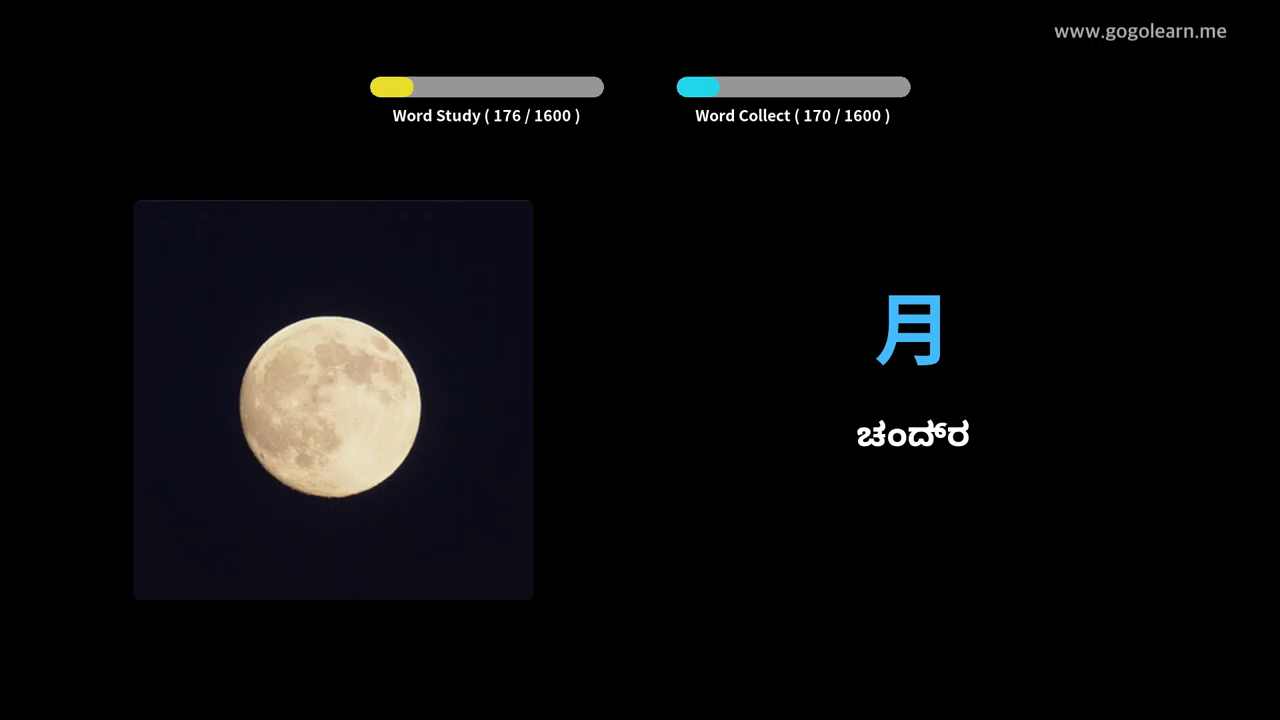 www.gogolearn.me
Word Study ( 176 / 1600 )
Word Collect ( 170 / 1600 )
月
ಚಂದ್ರ